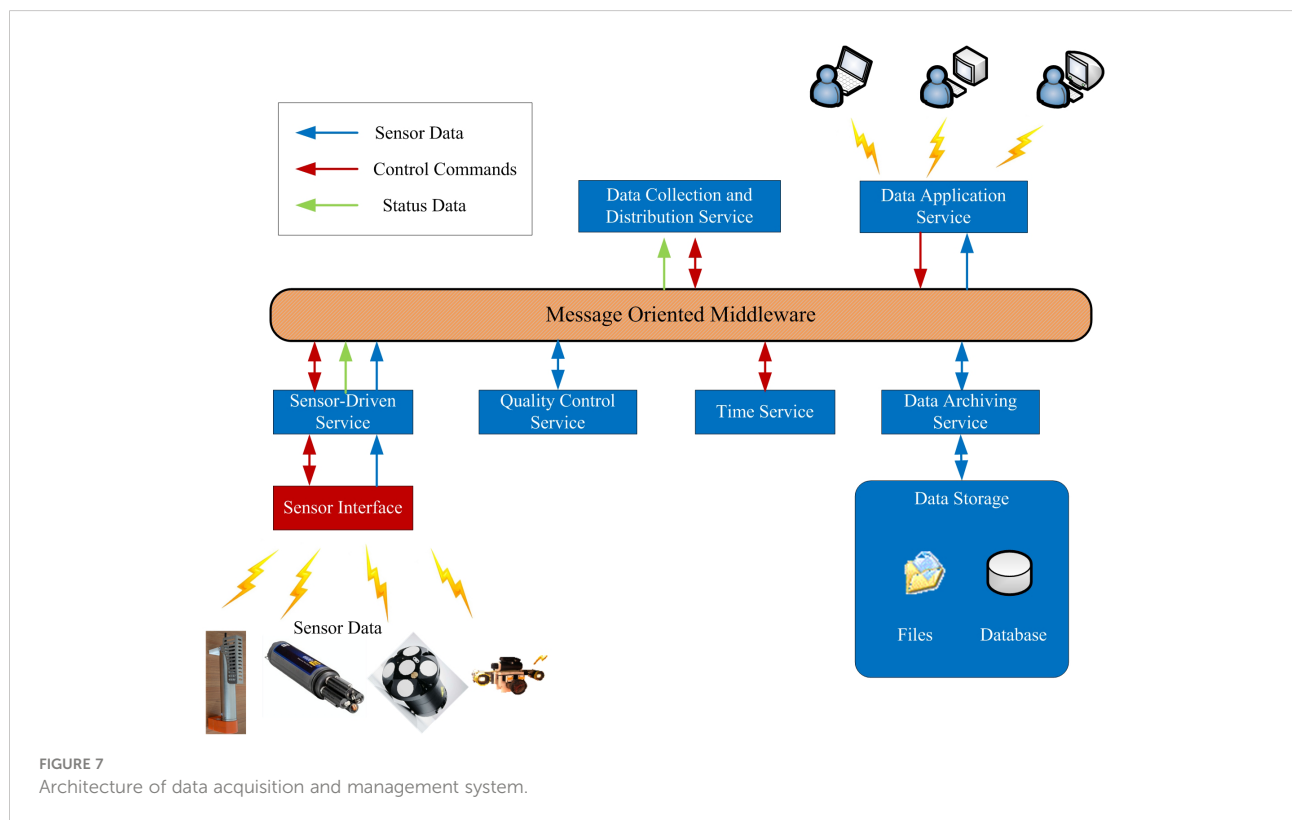 Sensor Data
Control Commands
Status Data
Data Collection and
Distribution Service
Data Application
Service
Message Oriented Middleware
Sensor-Driven
Service
Quality Control
Service
Time Service
Data Archiving
Service
Sensor Interface
Data Storage
Files
Database
Sensor Data
FIGURE 7
Architecture of data acquisition and management system.